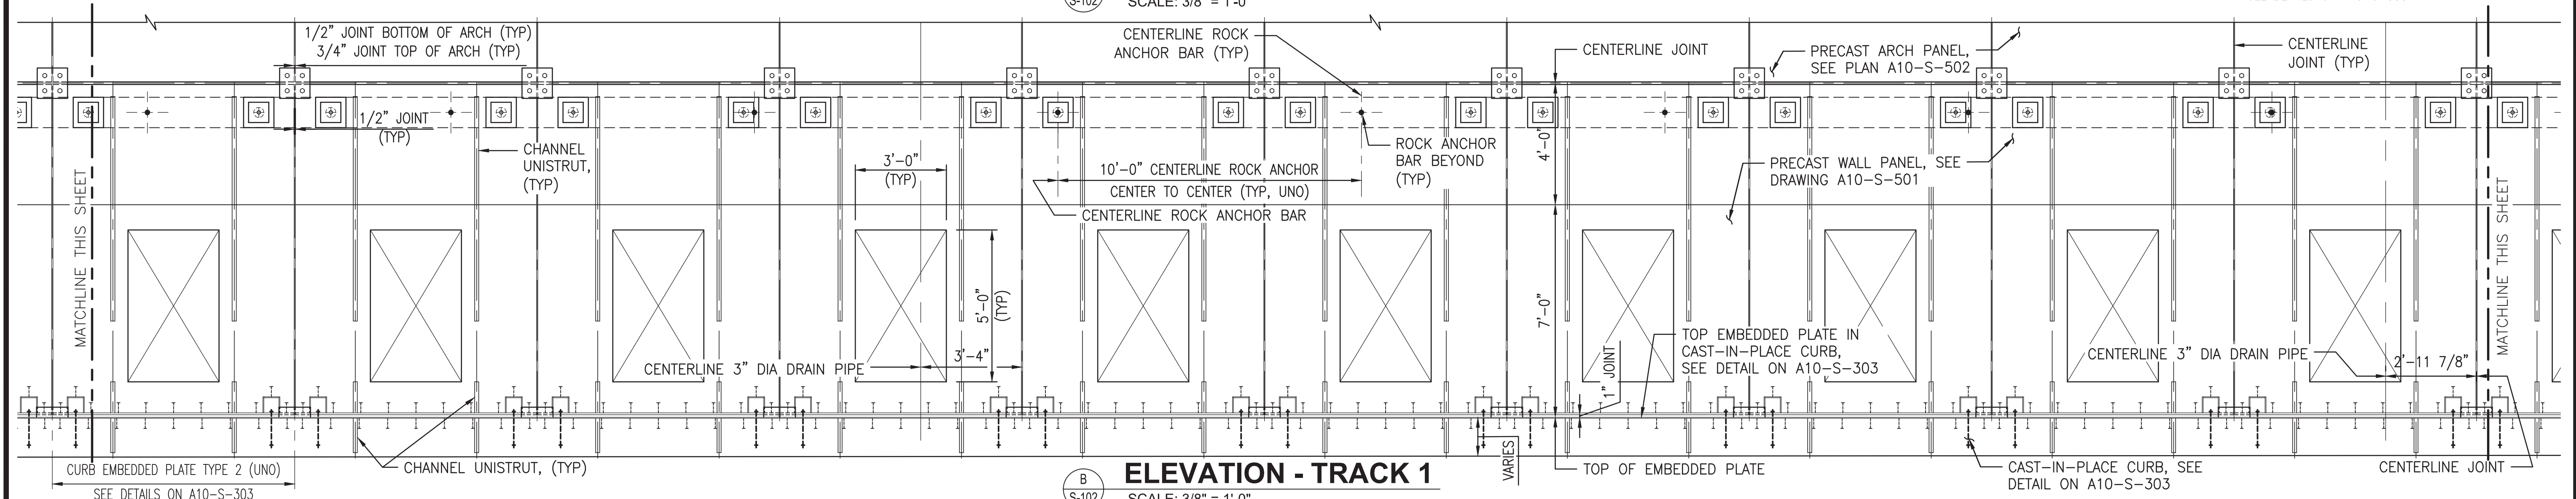 S-102
SCALE: 3/8" = 1'-0"
1/2" JOINT BOTTOM OF ARCH (TYP)
3/4" JOINT TOP OF ARCH (TYP)
CENTERLINE ROCK
ANCHOR BAR (TYP)
CENTERLINE JOINT
PRECAST ARCH PANEL,
SEE PLAN A10-S-502
CENTERLINE
JOINT (TYP)
1/2" JOINT
(TYP)
CHANNEL
UNISTRUT,
(TYP)
3'-0"
(TYP)
10'-0" CENTERLINE ROCK ANCHOR
CENTER TO CENTER (TYP, UNO)
CENTERLINE ROCK ANCHOR BAR
ROCK ANCHOR
BAR BEYOND
(TYP)
4'-0"
PRECAST WALL PANEL, SEE
DRAWING A10-S-501
MATCHLINE THIS SHEET
MATCHLINE THIS SHEET
5'-0"
(TYP)
7'-0"
CENTERLINE 3" DIA DRAIN PIPE
3'-4"
1" JOINT
TOP EMBEDDED PLATE IN
CAST-IN-PLACE CURB,
SEE DETAIL ON A10-S-303
CENTERLINE 3" DIA DRAIN PIPE
2'-11 7/8"
CURB EMBEDDED PLATE TYPE 2 (UNO)
SEE DETAILS ON A10-S-303
CHANNEL UNISTRUT, (TYP)
VARIES
TOP OF EMBEDDED PLATE
CAST-IN-PLACE CURB, SEE
DETAIL ON A10-S-303
CENTERLINE JOINT
B
S-102
ELEVATION - TRACK 1
SCALE: 3/8" = 1'-0"